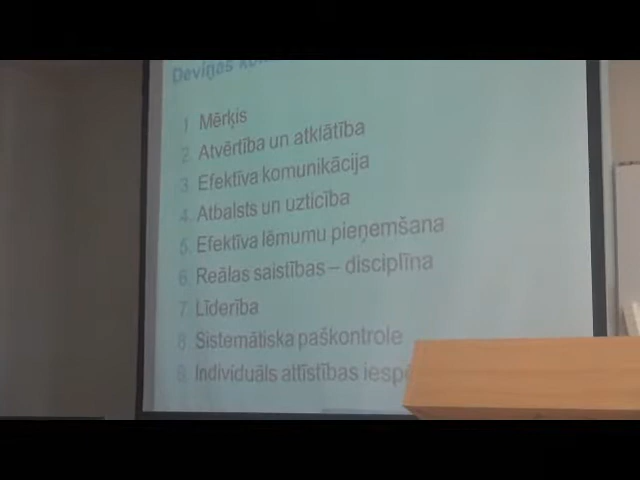 Deviņas
1 Mērķis
2. Atvērtība un atklātība
3. Efektīva komunikācija
4. Atbalsts un uzticība
5. Efektīva lēmumu pieņemšana
6. Reālas saistības – disciplīna
7. Līderība
8. Sistemātiska paškontrole
9. Individuāls attīstības